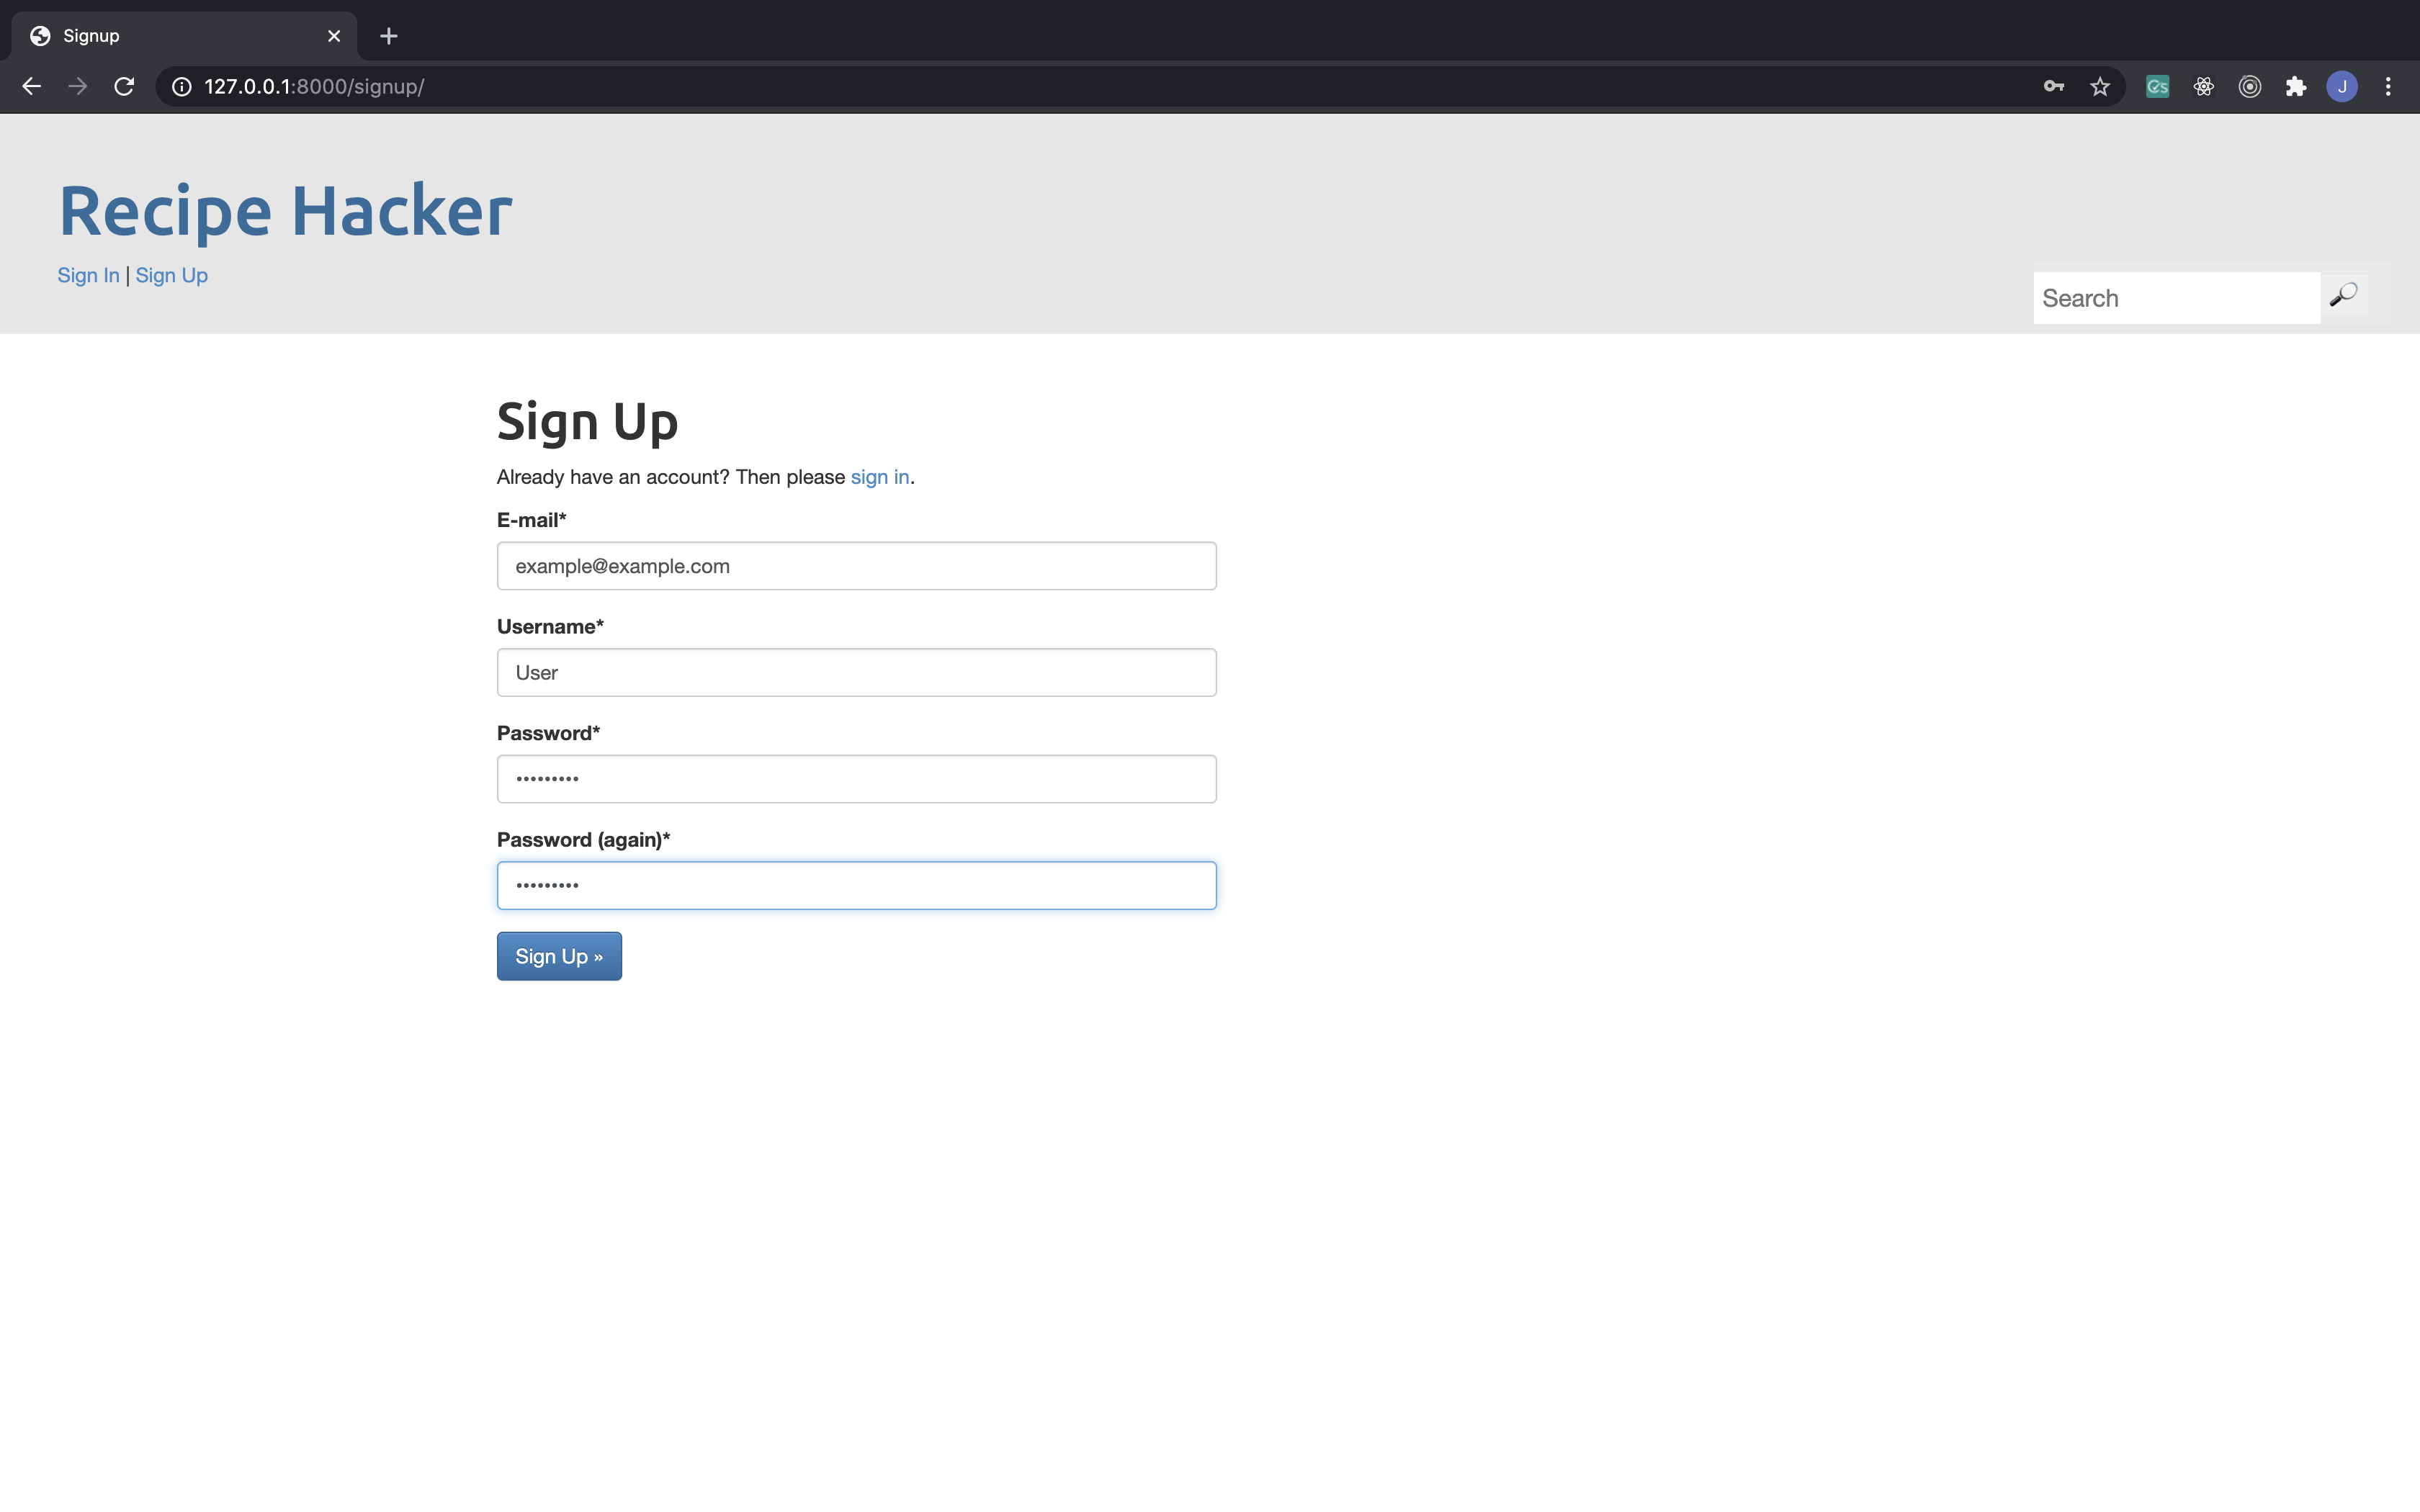 Signup
127.0.0.1:8000/signup/
J
Recipe Hacker
Sign In | Sign Up
Search
Sign Up
Already have an account? Then please sign in.
E-mail*
example@example.com
Username*
User
Password*
•••••••••
Password (again)*
•••••••••
Sign Up »